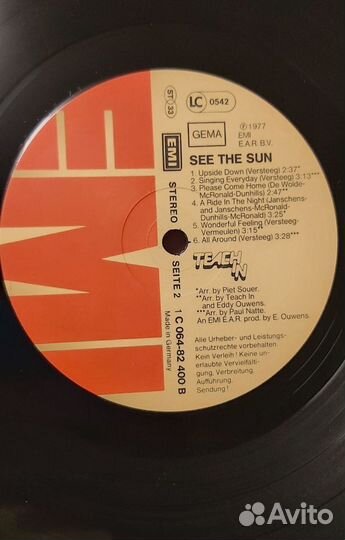 EMI
ST 33
LC 0542
GEMA
℗ 1977
EMI
E.A.R. B.V.
EMI
STEREO
SEITE 2
1 C 064-82 400 B
Made in Germany
SEE THE SUN
1. Upside Down (Versteeg) 2:37*
2. Singing Everyday (Versteeg) 3:13***
3. Please Come Home (De Wolde-
McRonald-Dunhills) 2:47**
4. A Ride In The Night (Janschens-
and Janschens-McRonald-
Dunhills) 3:25*
5. Wonderful Feeling (Versteeg-
Vermeulen) 3:15*
6. All Around (Versteeg) 3:28***
TEACH
IN
*Arr. by Piet Souer.
**Arr. by Teach In
and Eddy Ouwens.
***Arr. by Paul Natte.
An EMI E.A.R. prod. by E. Ouwens.
Alle Urheber- und Leistungs-
schutzrechte vorbehalten.
Kein Verleih! Keine un-
erlaubte Vervielfälti-
gung, Verbreitung,
Aufführung,
Sendung!
Avito